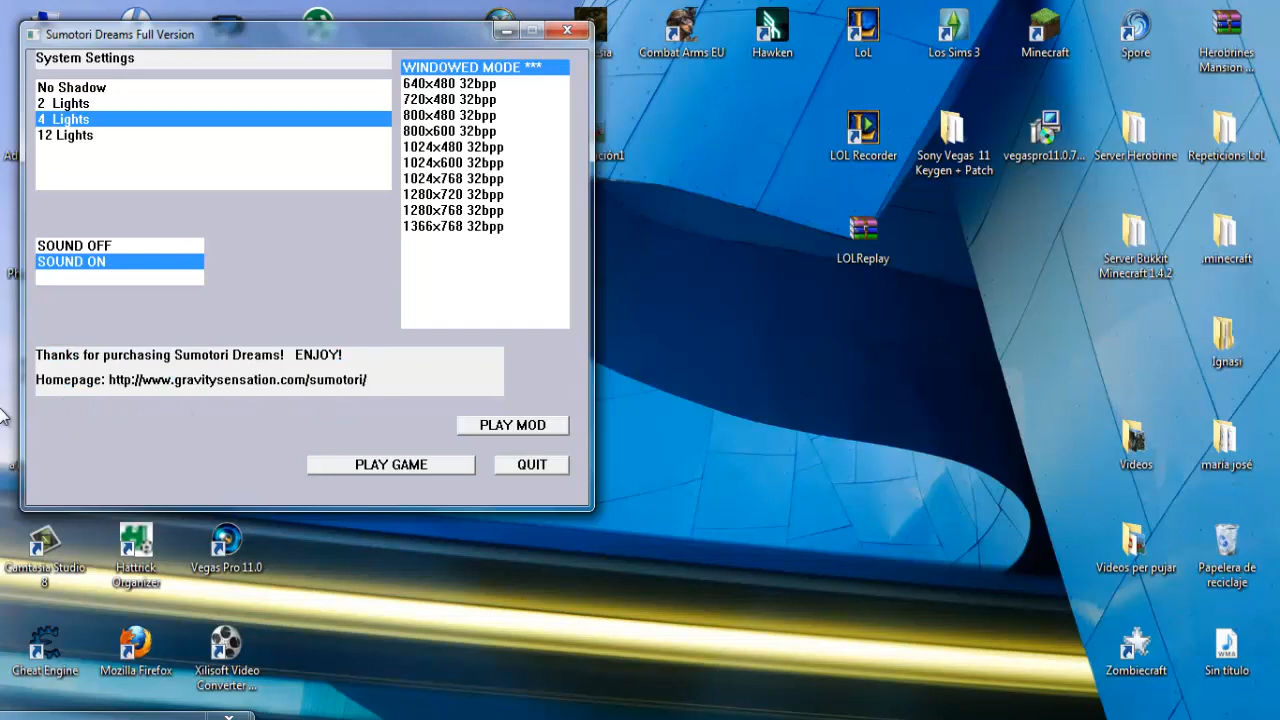 Sumotori Dreams Full Version
System Settings
No Shadow
2 Lights
4 Lights
12 Lights
SOUND OFF
SOUND ON
WINDOWED MODE ***
640x480 32bpp
720x480 32bpp
800x480 32bpp
800x600 32bpp
1024x480 32bpp
1024x600 32bpp
1024x768 32bpp
1280x720 32bpp
1280x768 32bpp
1366x768 32bpp
Thanks for purchasing Sumotori Dreams! ENJOY!
Homepage: http://www.gravitysensation.com/sumotori/
PLAY MOD
PLAY GAME
QUIT
Combat Arms EU
Hawken
LoL
Los Sims 3
Minecraft
Spore
Herobrines
Mansion ...
LOL Recorder
Sony Vegas 11
Keygen + Patch
vegaspro11.0.7...
Server Herobrine
Repeticions LoL
LOLReplay
Server Bukkit
Minecraft 1.4.2
.minecraft
Ignasi
Videos
maria josé
Camtasia Studio
8
Hattrick
Organizer
Vegas Pro 11.0
Videos per pujar
Papelera de
reciclaje
Cheat Engine
Mozilla Firefox
Xilisoft Video
Converter ...
Zombiecraft
WMA
Sin titulo